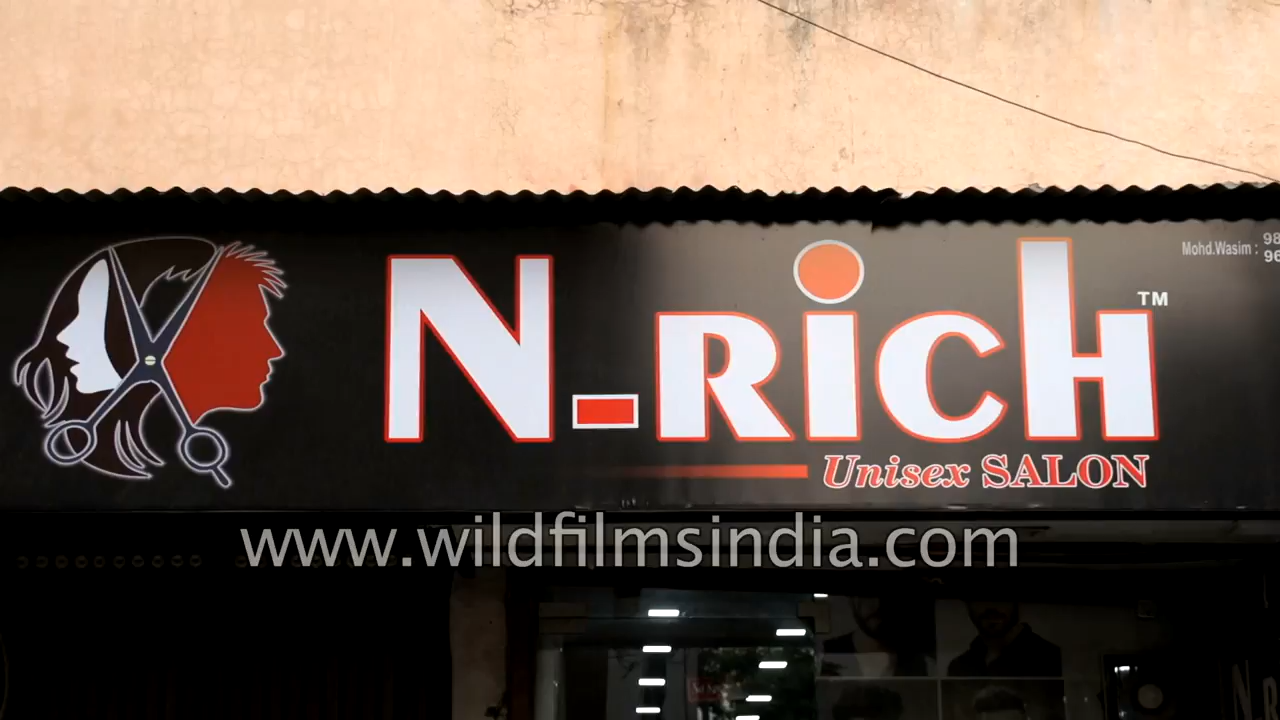 N-RicH™
Mohd.Wasim : 98
96
Unisex SALON
www.wildfilmsindia.com